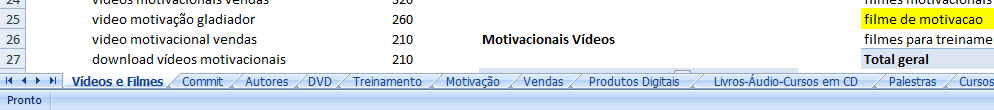 24 vídeos motivacionais vendas 320 filmes motivacionais
25 video motivação gladiador 260 filme de motivacao
26 video motivacional vendas 210 Motivacionais Vídeos filmes para treiname
27 download vídeos motivacionais 210 Total geral
Vídeos e Filmes Commit Autores DVD Treinamento Motivação Vendas Produtos Digitais Livros-Áudio-Cursos em CD Palestras Cursos
Pronto